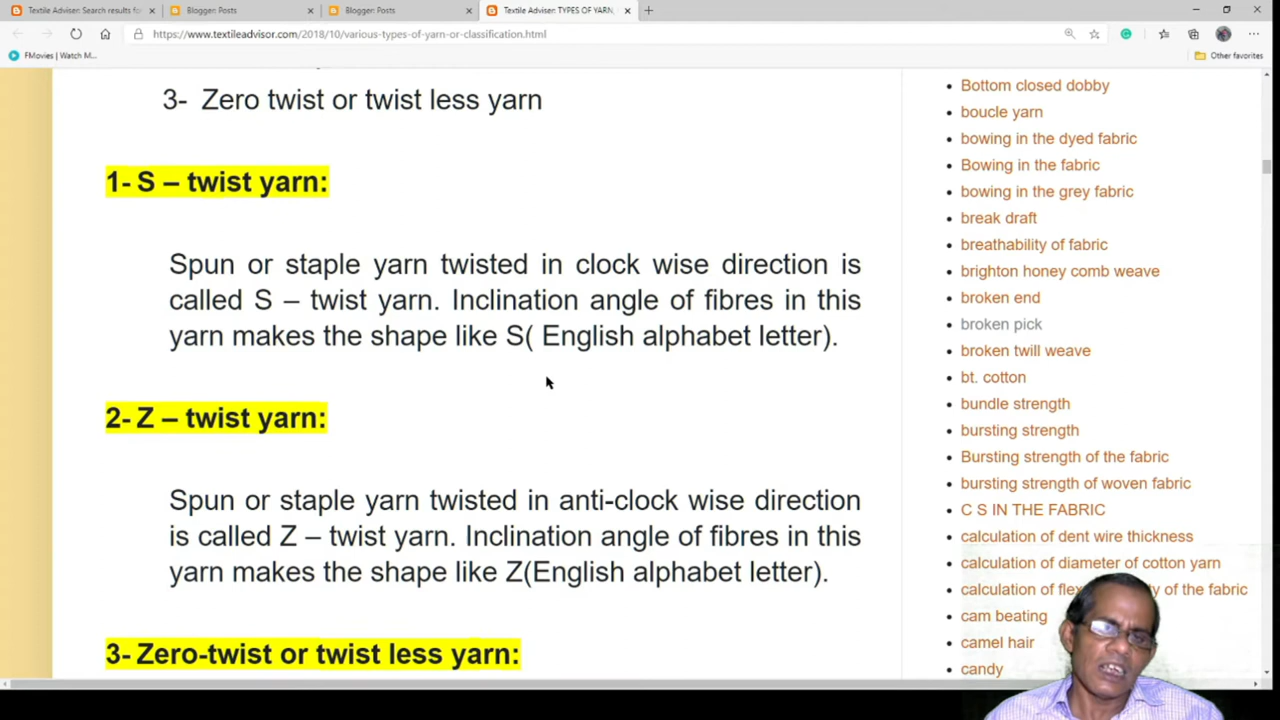 Textile Adviser: Search results fo
Blogger: Posts
Blogger: Posts
Textile Adviser: TYPES OF YARN,
https://www.textileadvisor.com/2018/10/various-types-of-yarn-or-classification.html
FMovies | Watch M...
Other favorites
3- Zero twist or twist less yarn
1- S – twist yarn:
Spun or staple yarn twisted in clock wise direction is
called S – twist yarn. Inclination angle of fibres in this
yarn makes the shape like S( English alphabet letter).
2- Z – twist yarn:
Spun or staple yarn twisted in anti-clock wise direction
is called Z – twist yarn. Inclination angle of fibres in this
yarn makes the shape like Z(English alphabet letter).
3- Zero-twist or twist less yarn:
Bottom closed dobby
boucle yarn
bowing in the dyed fabric
Bowing in the fabric
bowing in the grey fabric
break draft
breathability of fabric
brighton honey comb weave
broken end
broken pick
broken twill weave
bt. cotton
bundle strength
bursting strength
Bursting strength of the fabric
bursting strength of woven fabric
C S IN THE FABRIC
calculation of dent wire thickness
calculation of diameter of cotton yarn
calculation of of the fabric
cam beating
camel hair
candy